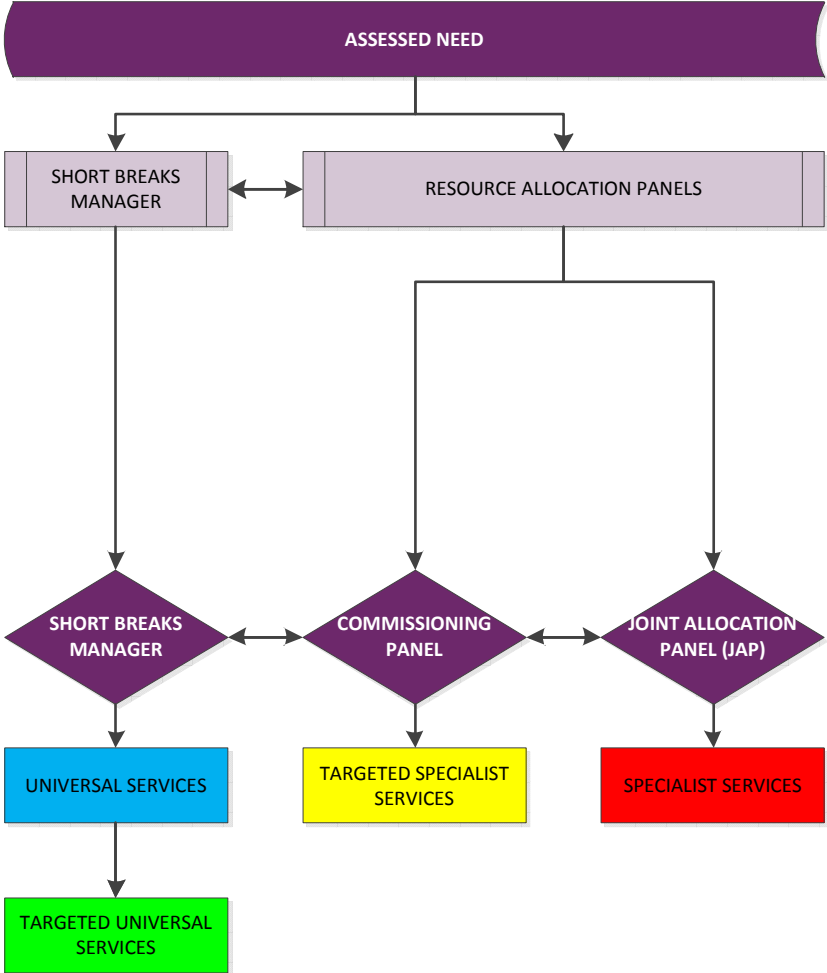 ASSESSED NEED
SHORT BREAKS
MANAGER
RESOURCE ALLOCATION PANELS
SHORT BREAKS
MANAGER
COMMISSIONING
PANEL
JOINT ALLOCATION
PANEL (JAP)
UNIVERSAL SERVICES
TARGETED SPECIALIST
SERVICES
SPECIALIST SERVICES
TARGETED UNIVERSAL
SERVICES